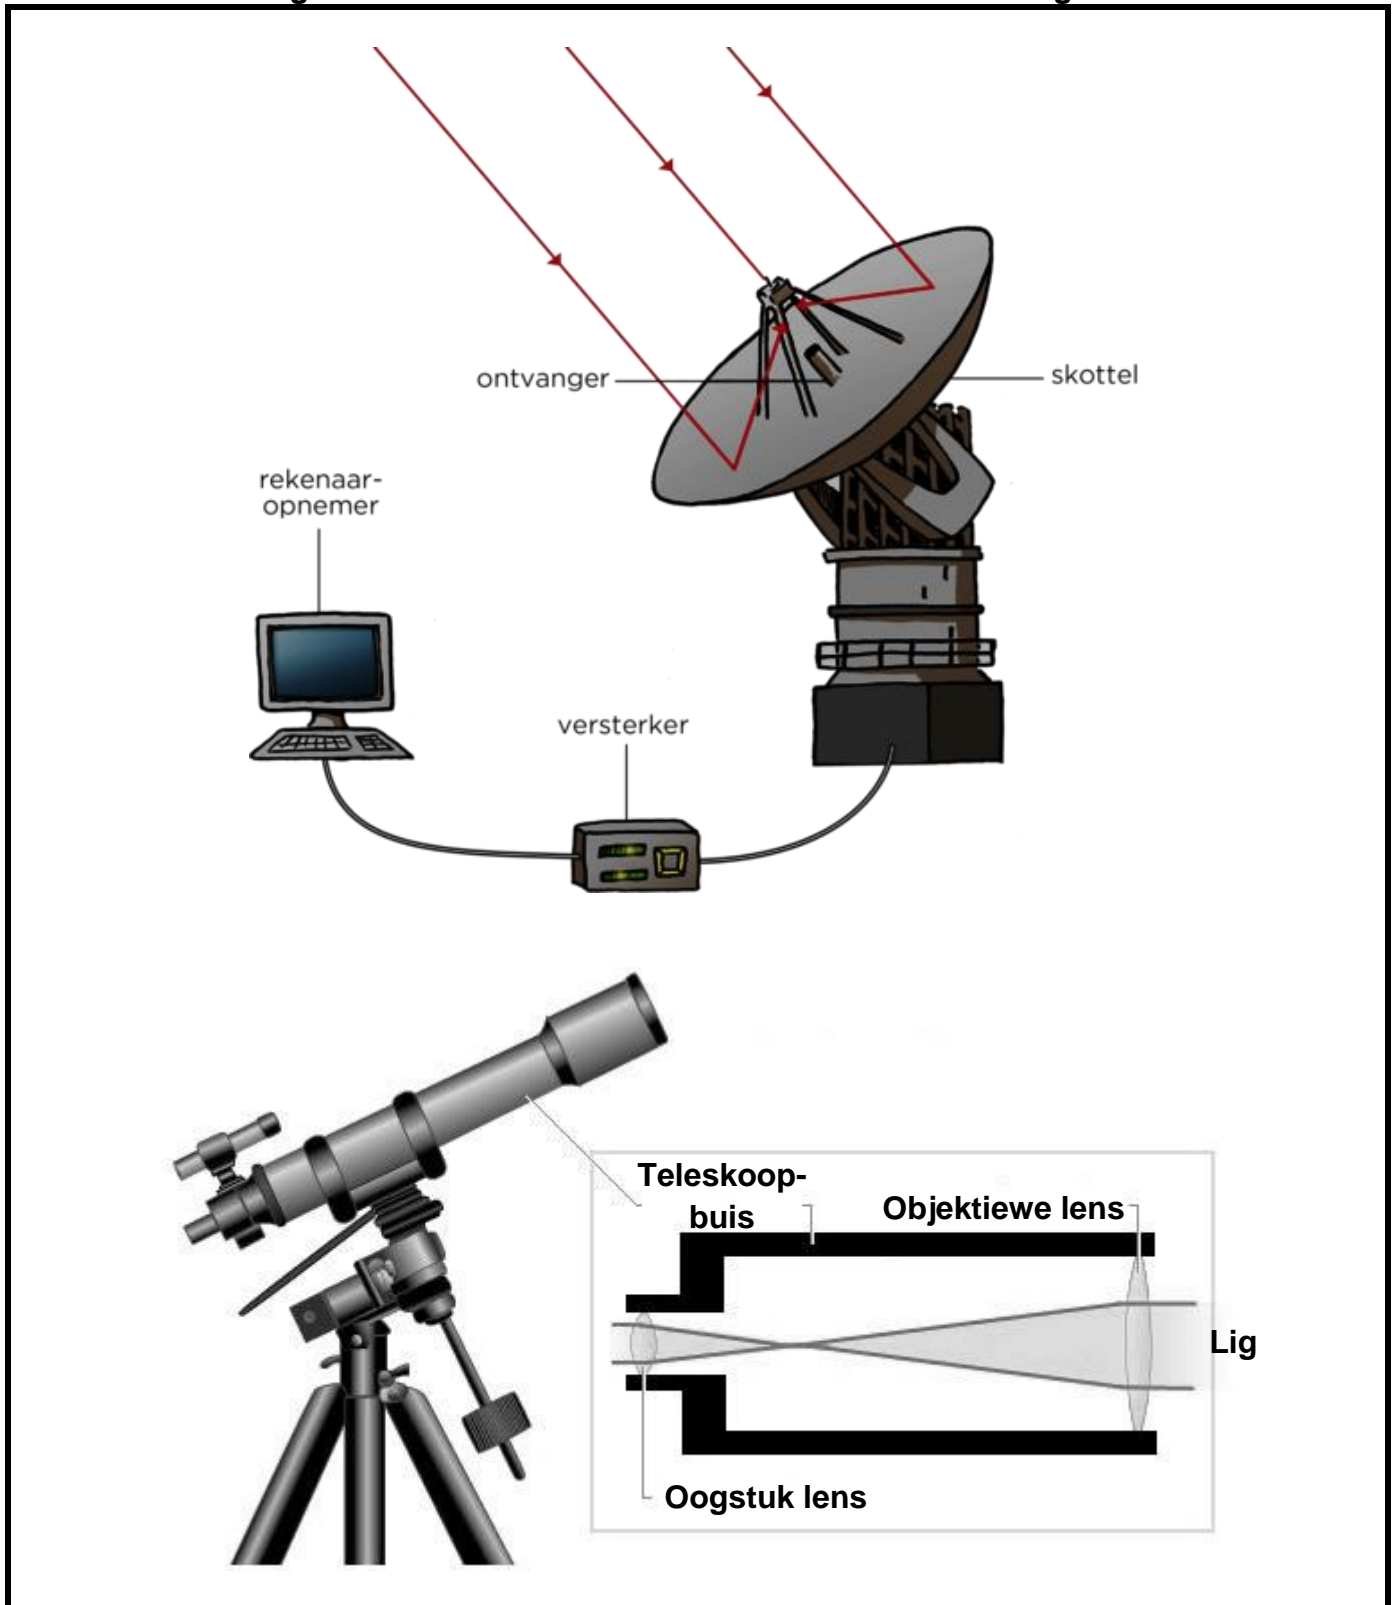 ontvanger
skottel
rekenaar-
opnemer
versterker
Teleskoop-
buis
Objektiewe lens
Lig
Oogstuk lens